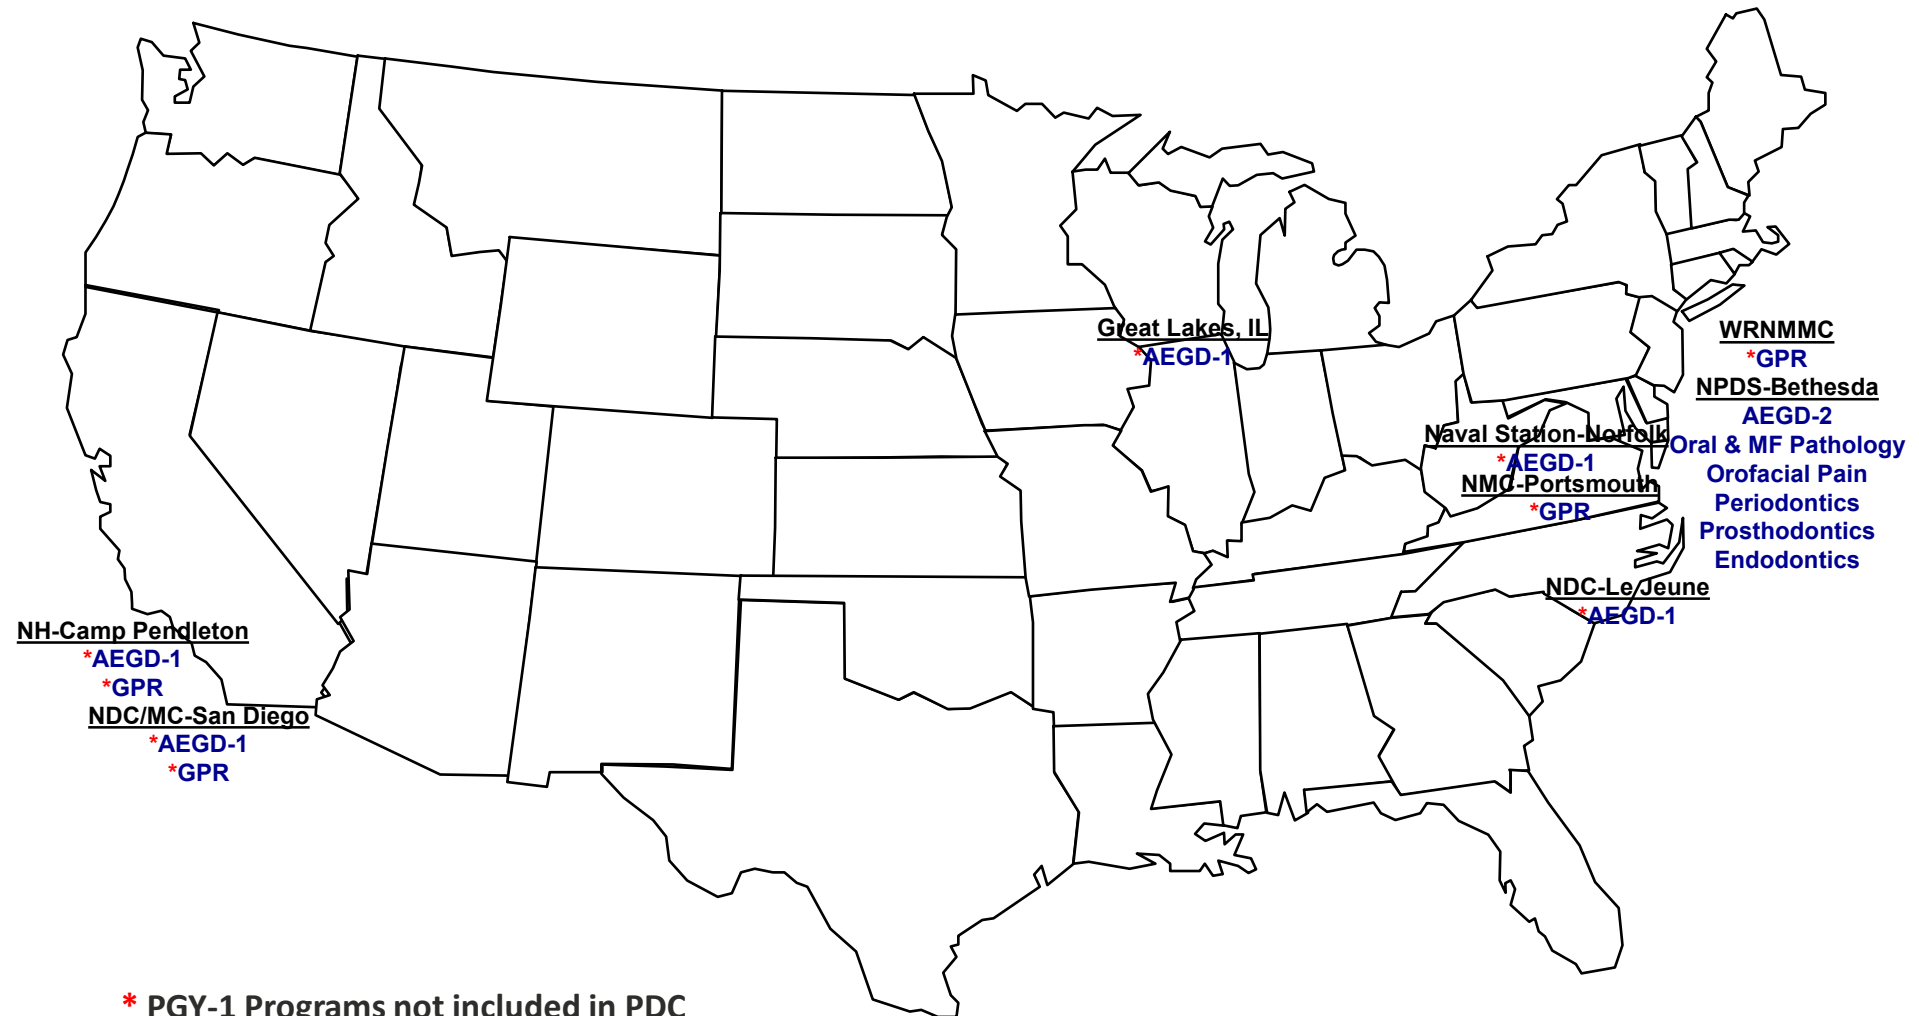 Great Lakes, IL
*AEGD-1
WRNMMC
*GPR
NPDS-Bethesda
AEGD-2
Oral & MF Pathology
Orofacial Pain
Periodontics
Prosthodontics
Endodontics
Naval Station-Norfolk
*AEGD-1
NMC-Portsmouth
*GPR
NDC-LeJeune
*AEGD-1
NH-Camp Pendleton
*AEGD-1
*GPR
NDC/MC-San Diego
*AEGD-1
*GPR
* PGY-1 Programs not included in PDC